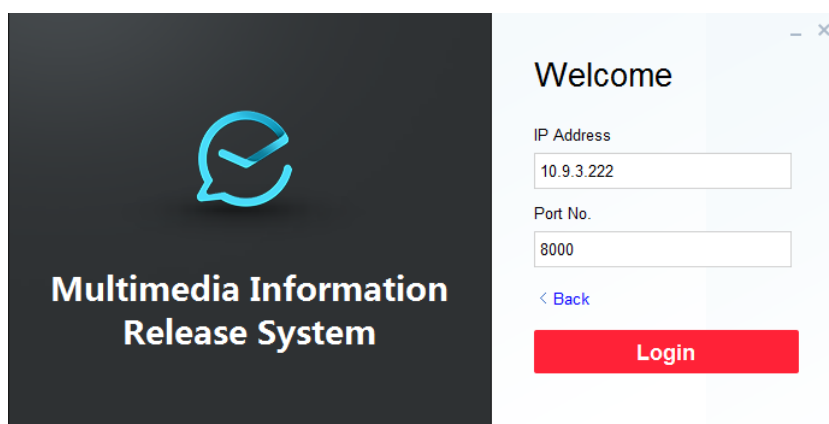 Multimedia Information
Release System
Welcome
IP Address
10.9.3.222
Port No.
8000
< Back
Login